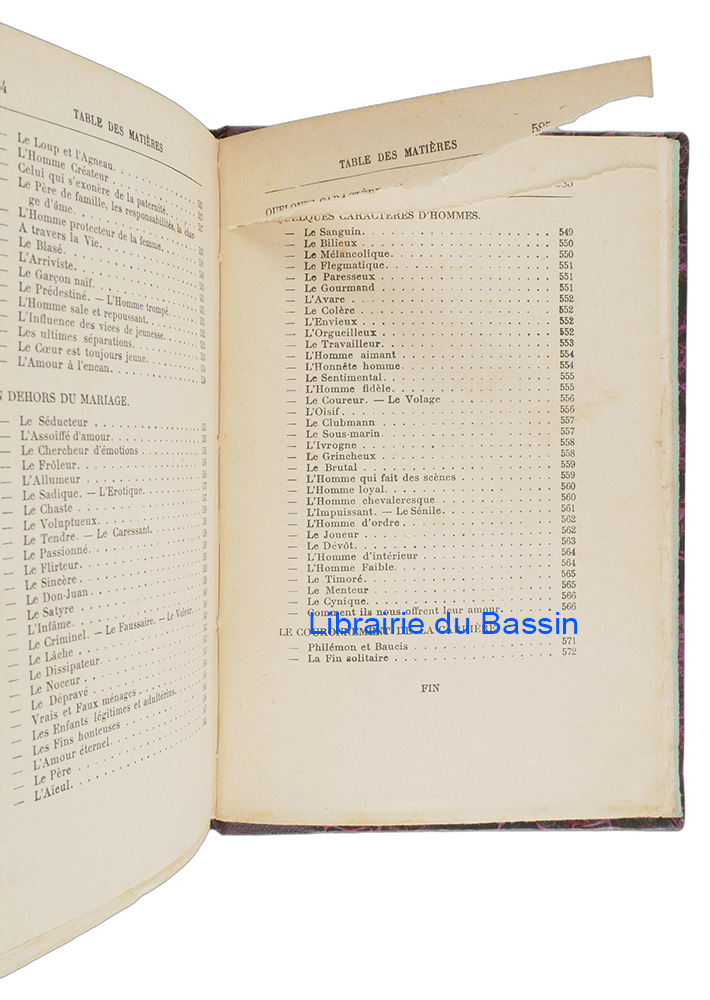 TABLE DES MATIÈRES
— Le Loup et l'Agneau.
— L'Homme Créateur
— Celui qui s'exonère de la paternité.
— Le Père de famille, les responsabilités, la char-
ge d'âme.
— L'Homme protecteur de la femme.
— A travers la Vie.
— Le Blasé.
— L'Arriviste.
— Le Garçon naïf.
— Le Prédestiné. — L'Homme trompé.
— L'Homme sale et repoussant.
— L'Influence des vices de jeunesse.
— Les ultimes séparations.
— Le Cœur est toujours jeune.
— L'Amour à l'encan.
DEHORS DU MARIAGE.
— Le Séducteur
— L'Assoiffé d'amour.
— Le Chercheur d'émotions
— Le Frôleur.
— L'Allumeur
— Le Sadique. — L'Erotique.
— Le Chaste
— Le Voluptueux.
— Le Tendre. — Le Caressant.
— Le Passionné.
— Le Flirteur.
— Le Sincère
— Le Don-Juan
— Le Satyre
— L'Infâme.
— Le Criminel. — Le Faussaire. — Le Voleur.
— Le Lâche
— Le Dissipateur.
— Le Noceur
— Le Dépravé
— Vrais et Faux ménages
— Les Enfants légitimes et adultérins.
— Les Fins honteuses
— L'Amour éternel.
— Le Père
— L'Aïeul.
TABLE DES MATIÈRES
QUELQUES CARACTÈRES D'HOMMES.
— Le Sanguin. 549
— Le Bilieux 550
— Le Mélancolique. 550
— Le Flegmatique. 551
— Le Paresseux 551
— Le Gourmand 551
— L'Avare 552
— Le Colère 552
— L'Envieux 552
— L'Orgueilleux 552
— Le Travailleur. 553
— L'Homme aimant 554
— L'Honnête homme. 554
— Le Sentimental. 555
— L'Homme fidèle. 555
— Le Coureur. — Le Volage 556
— L'Oisif. 556
— Le Clubmann 557
— Le Sous-marin. 557
— L'Ivrogne 558
— Le Grincheux 558
— Le Brutal 559
— L'Homme qui fait des scènes 559
— L'Homme loyal. 560
— L'Homme chevaleresque 560
— L'Impuissant. — Le Sénile. 561
— L'Homme d'ordre 562
— Le Joueur 562
— Le Dévôt. 563
— L'Homme d'intérieur 564
— L'Homme Faible. 564
— Le Timoré. 565
— Le Menteur 565
— Le Cynique 566
— Comment ils nous offrent leur amour. 566
Librairie du Bassin
LE COURONNEMENT DE LA CARRIÈRE
— Philémon et Baucis 571
— La Fin solitaire 572
FIN